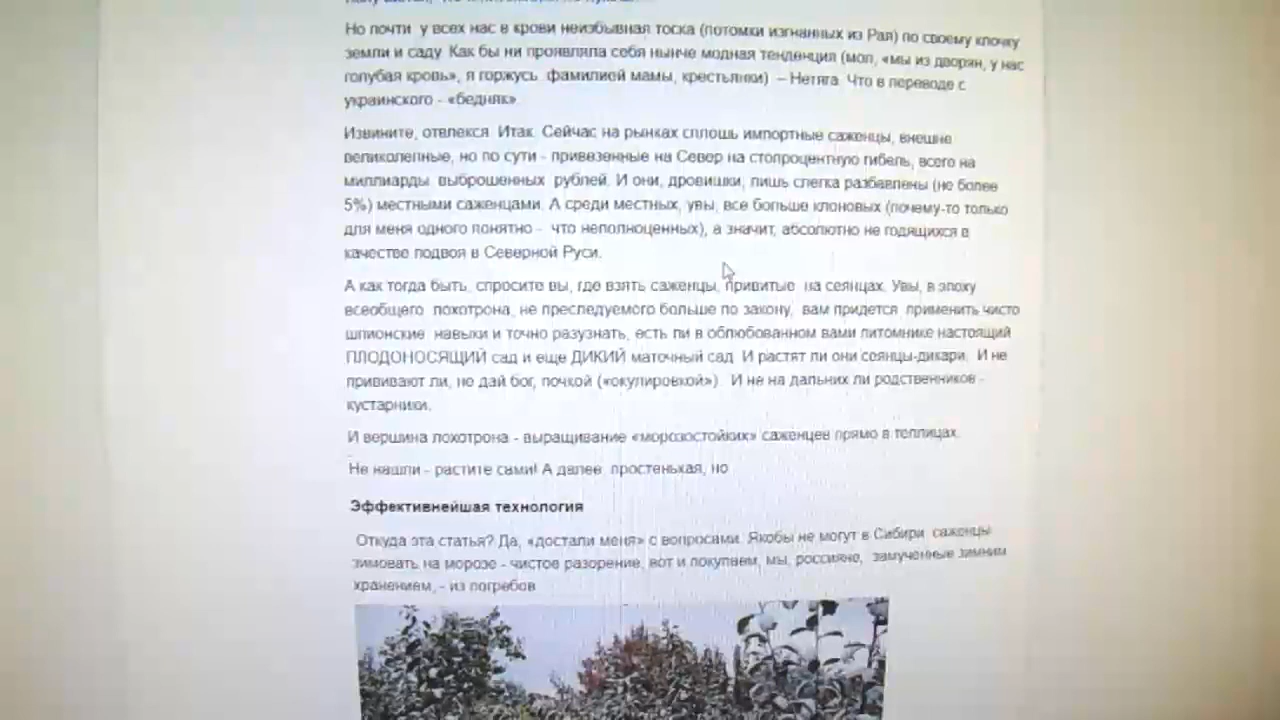 Но почти у всех нас в крови неизбывная тоска (потомки изгнанных из Рая) по своему клочку
земли и саду. Как бы ни проявляла себя нынче модная тенденция (мол, «мы из дворян, у нас
голубая кровь», я горжусь фамилией мамы, крестьянки) – Нетяга. Что в переводе с
украинского - «бедняк».
Извините, отвлекся. Итак. Сейчас на рынках сплошь импортные саженцы, внешне
великолепные, но по сути - привезенные на Север на стопроцентную гибель, всего на
миллиарды выброшенных рублей. И они, дровишки, лишь слегка разбавлены (не более
5%) местными саженцами. А среди местных, увы, все больше клоновых (почему-то только
для меня одного понятно - что неполноценных), а значит, абсолютно не годящихся в
качестве подвоя в Северной Руси.
А как тогда быть, спросите вы, где взять саженцы, привитые на сеянцах. Увы, в эпоху
всеобщего лохотрона, не преследуемого больше по закону, вам придется применить чисто
шпионские навыки и точно разузнать, есть ли в облюбованном вами питомнике настоящий
ПЛОДОНОСЯЩИЙ сад и еще ДИКИЙ маточный сад. И растят ли они сеянцы-дикари. И не
прививают ли, не дай бог, почкой («окулировкой»). И не на дальних ли родственников -
кустарники.
И вершина лохотрона - выращивание «морозостойких» саженцев прямо в теплицах.
Не нашли - растите сами! А далее простенькая, но
Эффективнейшая технология
Откуда эта статья? Да, «достали меня» с вопросами. Якобы не могут в Сибири саженцы
зимовать на морозе - чистое разорение, вот и покупаем, мы, россияне, замученные зимним
хранением, - из погребов